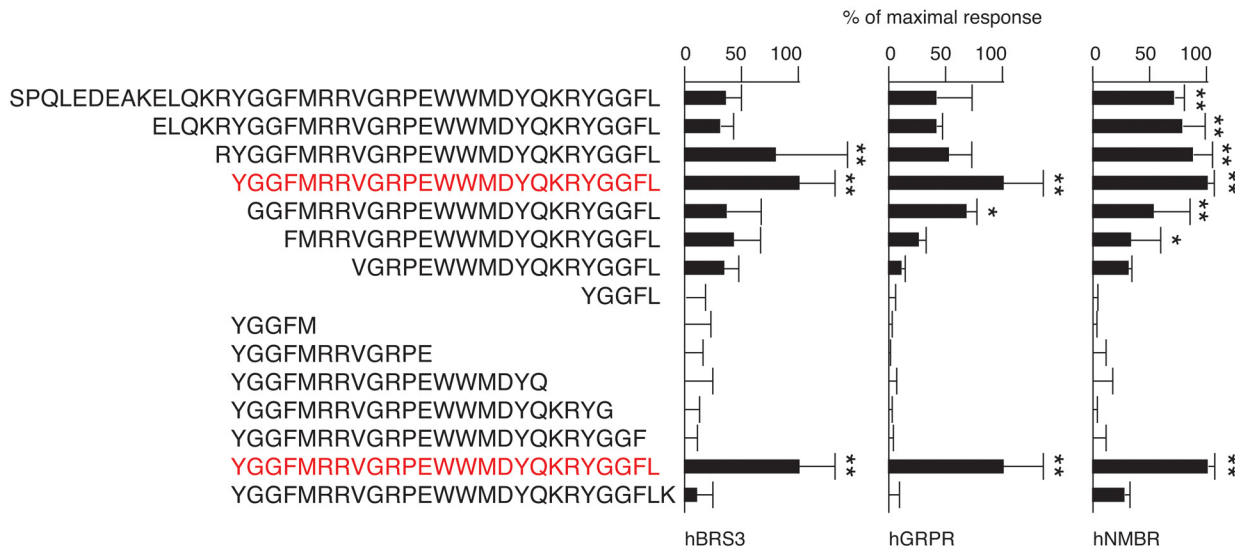 % of maximal response
0 50 100 0 50 100 0 50 100
SPQLEDEAKELQKRYGGFMRRVGRPEWWMDYQKRYGGFL **
ELQKRYGGFMRRVGRPEWWMDYQKRYGGFL **
RYGGFMRRVGRPEWWMDYQKRYGGFL ** **
YGGFMRRVGRPEWWMDYQKRYGGFL ** ** **
GGFMRRVGRPEWWMDYQKRYGGFL * **
FMRRVGRPEWWMDYQKRYGGFL *
VGRPEWWMDYQKRYGGFL
YGGFL
YGGFM
YGGFMRRVGRPE
YGGFMRRVGRPEWWMDYQ
YGGFMRRVGRPEWWMDYQKRYG
YGGFMRRVGRPEWWMDYQKRYGGF
YGGFMRRVGRPEWWMDYQKRYGGFL ** ** **
YGGFMRRVGRPEWWMDYQKRYGGFLK
hBRS3 hGRPR hNMBR